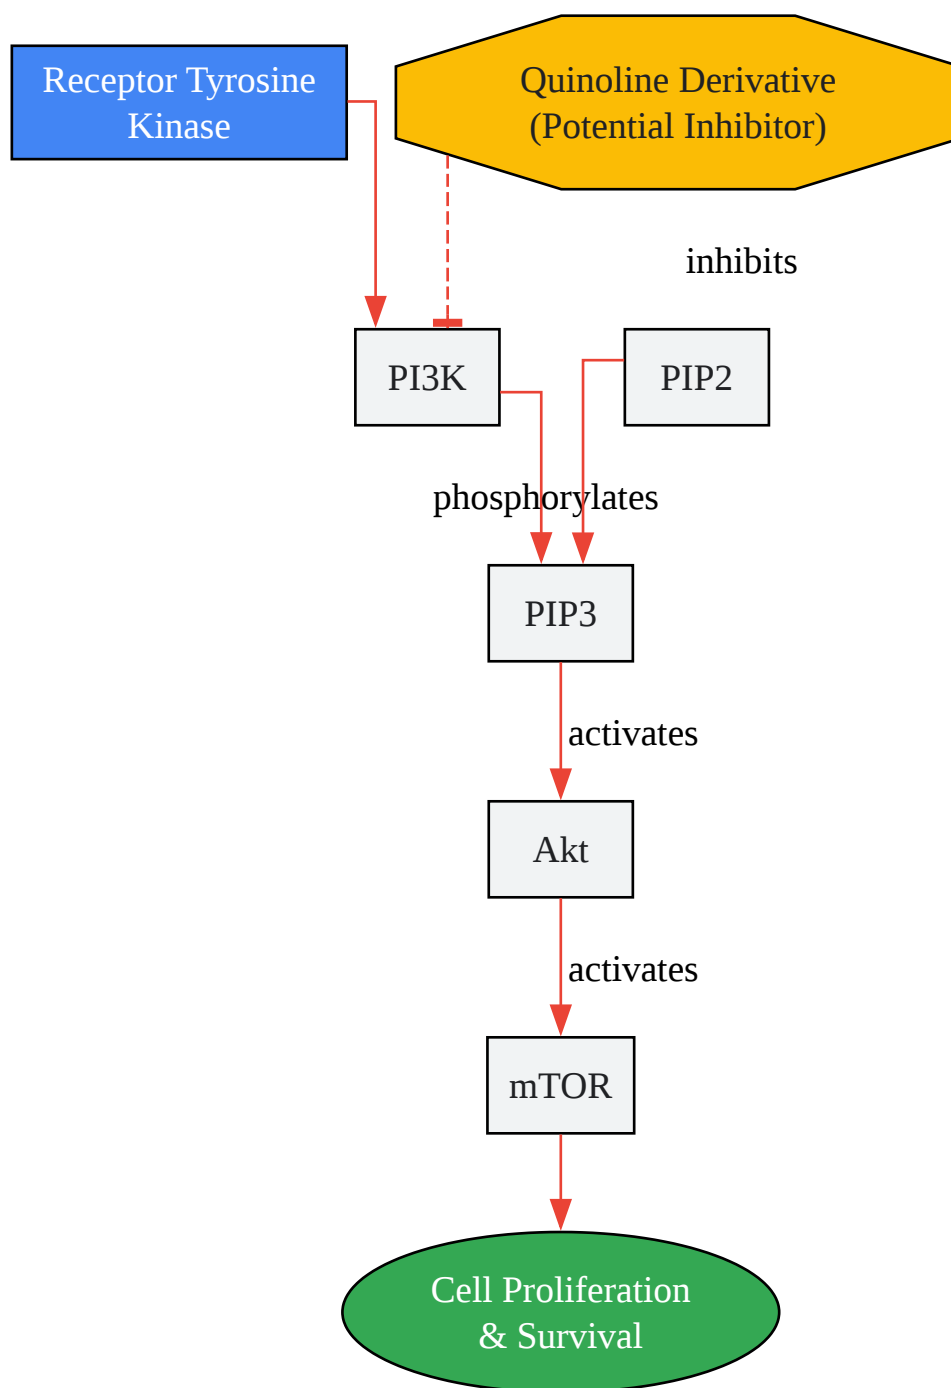 Receptor Tyrosine
Kinase
Quinoline Derivative
(Potential Inhibitor)
inhibits
PI3K
PIP2
phosphorylates
PIP3
activates
Akt
activates
mTOR
Cell Proliferation
& Survival